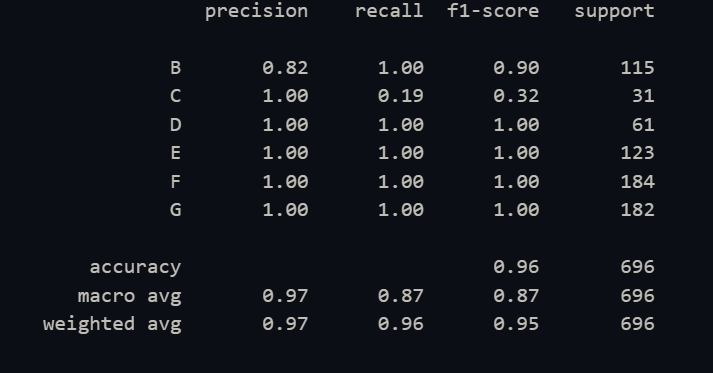 precision recall f1-score support
B 0.82 1.00 0.90 115
C 1.00 0.19 0.32 31
D 1.00 1.00 1.00 61
E 1.00 1.00 1.00 123
F 1.00 1.00 1.00 184
G 1.00 1.00 1.00 182
accuracy 0.96 696
macro avg 0.97 0.87 0.87 696
weighted avg 0.97 0.96 0.95 696